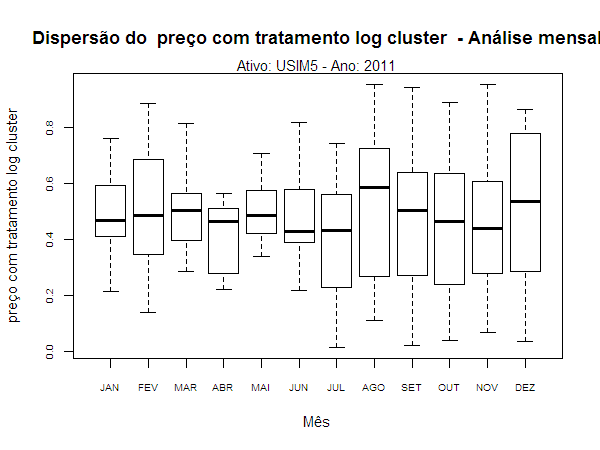 Dispersão do  preço com tratamento log cluster  - Análise mensal
Ativo: USIM5 - Ano: 2011
preço com tratamento log cluster
0.8
0.6
0.4
0.2
0.0
JAN FEV MAR ABR MAI JUN JUL AGO SET OUT NOV DEZ
Mês